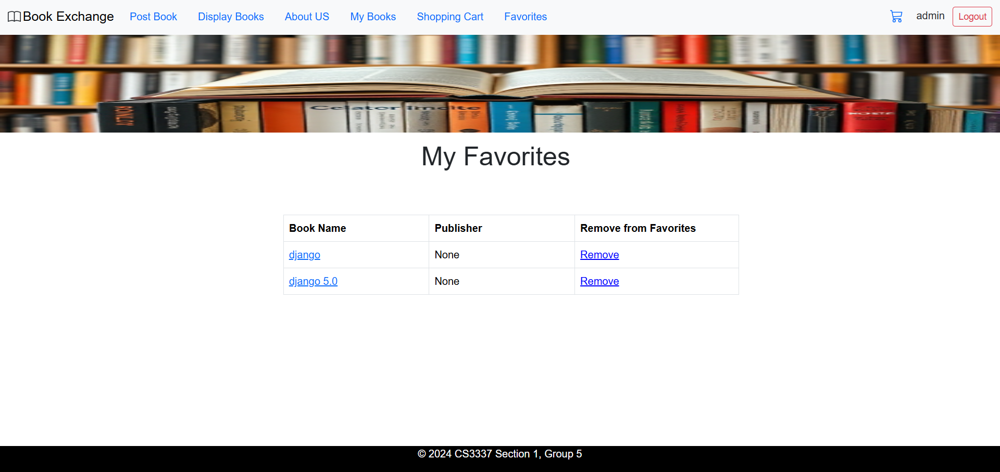 Book Exchange Post Book Display Books About US My Books Shopping Cart Favorites admin Logout
My Favorites
Book Name Publisher Remove from Favorites
django None Remove
django 5.0 None Remove
© 2024 CS3337 Section 1, Group 5